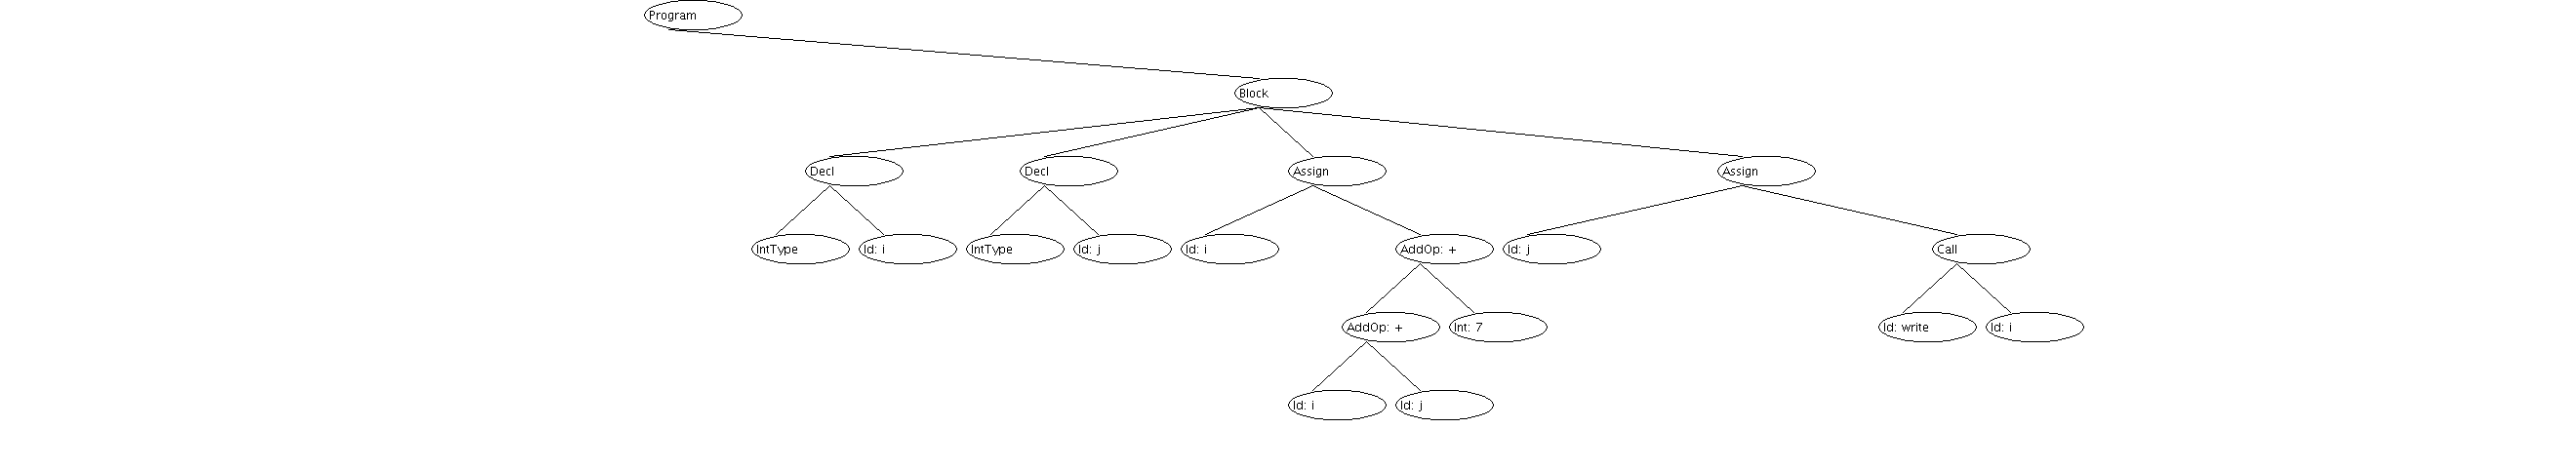 Program
Block
Decl
Decl
Assign
Assign
IntType
Id: i
IntType
Id: j
Id: i
AddOp: +
Id: j
Call
AddOp: +
Int: 7
Id: write
Id: i
Id: i
Id: j